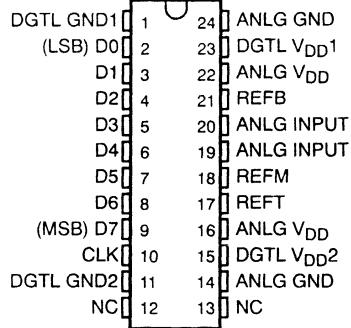 DGTL GND1 1 24 ANLG GND
(LSB) D0 2 23 DGTL VDD1
D1 3 22 ANLG VDD
D2 4 21 REFB
D3 5 20 ANLG INPUT
D4 6 19 ANLG INPUT
D5 7 18 REFM
D6 8 17 REFT
(MSB) D7 9 16 ANLG VDD
CLK 10 15 DGTL VDD2
DGTL GND2 11 14 ANLG GND
NC 12 13 NC